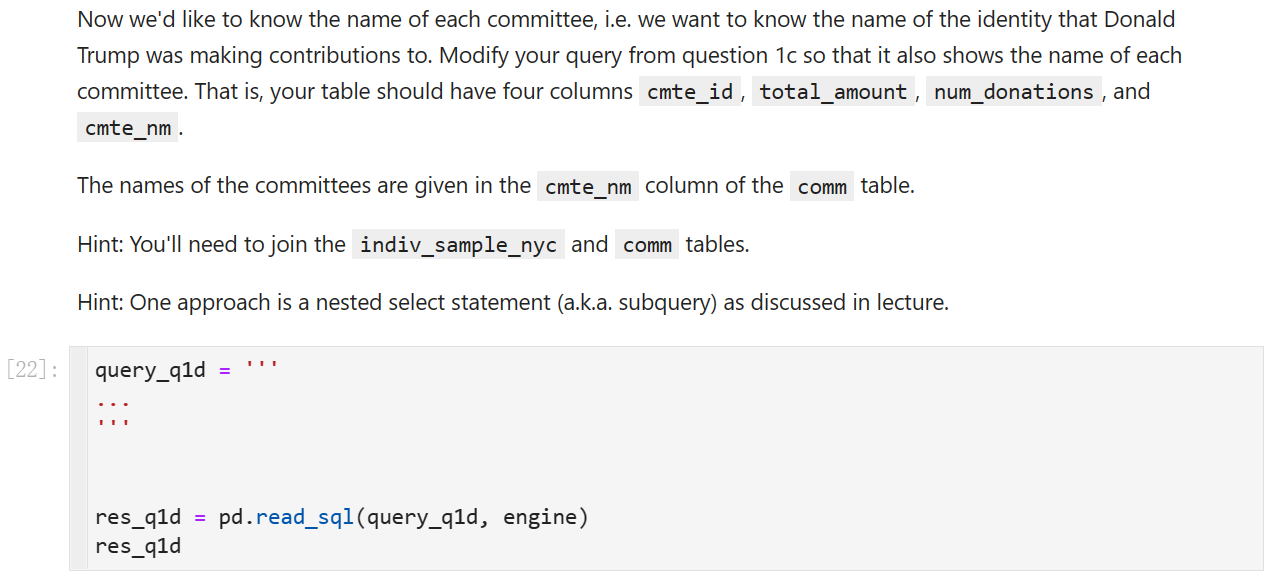 Now we'd like to know the name of each committee, i.e. we want to know the name of the identity that Donald
Trump was making contributions to. Modify your query from question 1c so that it also shows the name of each
committee. That is, your table should have four columns cmte_id , total_amount , num_donations , and
cmte_nm .
The names of the committees are given in the cmte_nm column of the comm table.
Hint: You'll need to join the indiv_sample_nyc and comm tables.
Hint: One approach is a nested select statement (a.k.a. subquery) as discussed in lecture.
[22]: query_q1d = '''
...
'''
res_q1d = pd.read_sql(query_q1d, engine)
res_q1d